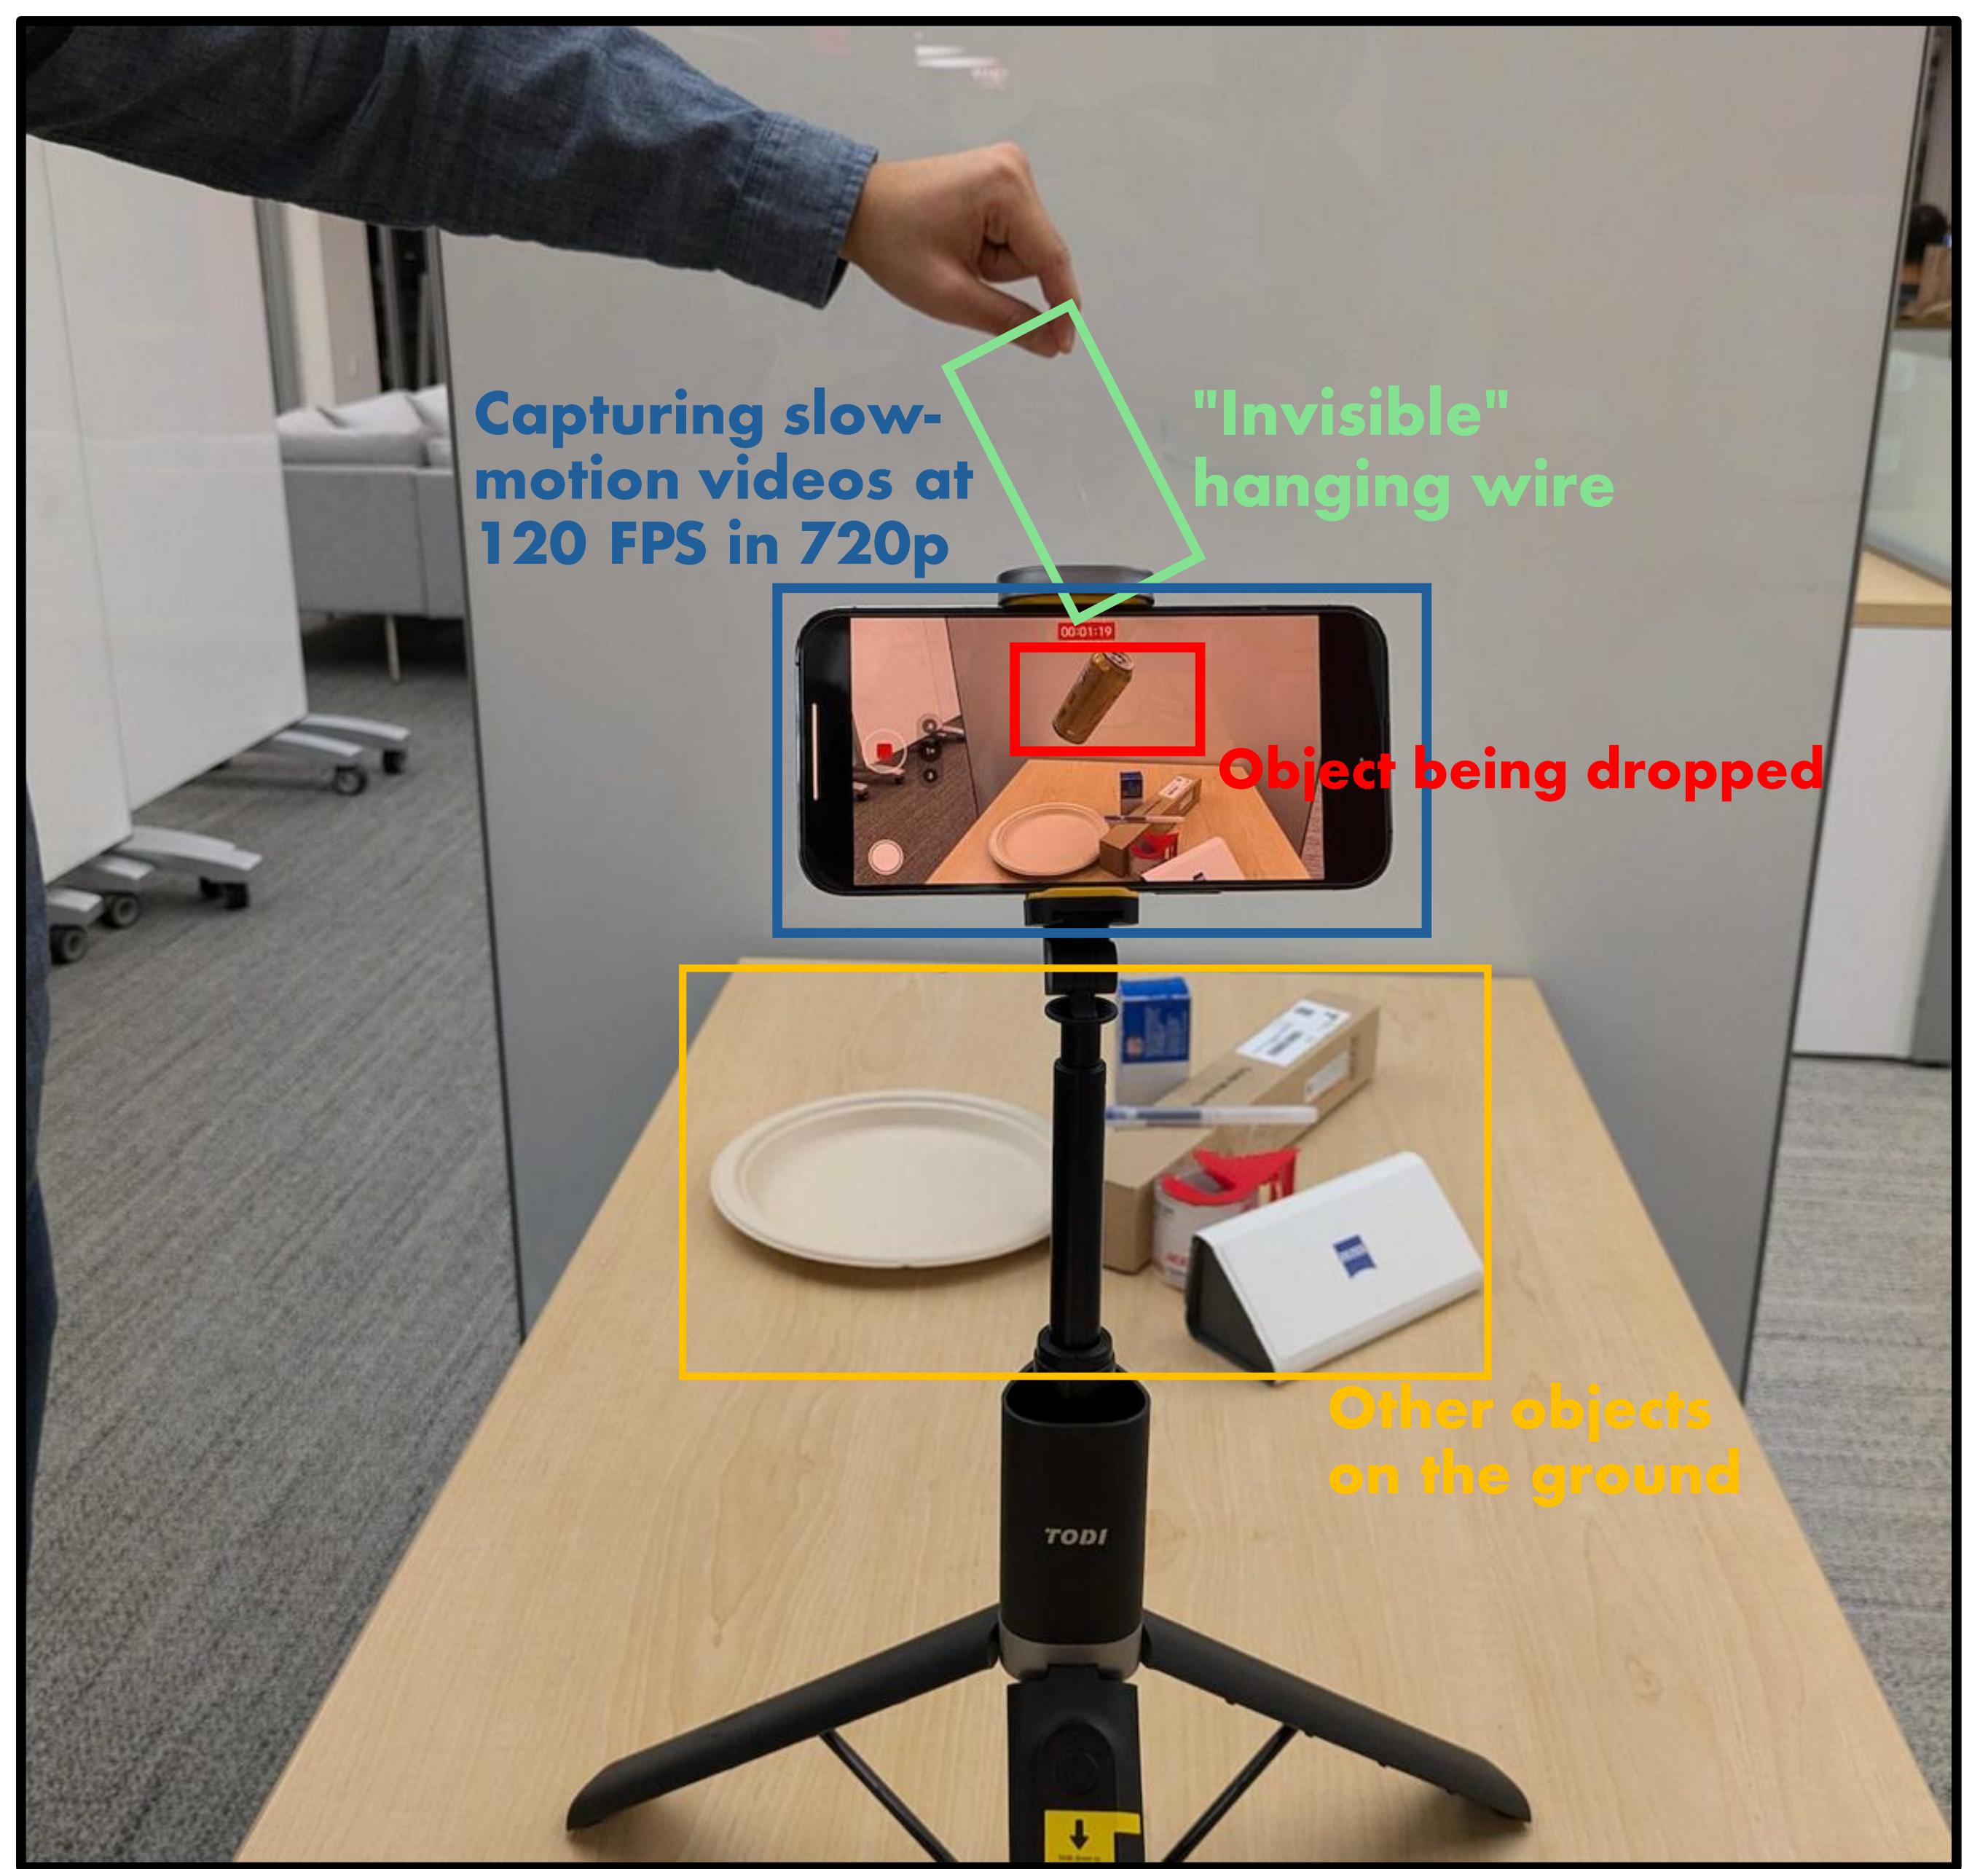 Capturing slow-
motion videos at
120 FPS in 720p
"Invisible"
hanging wire
00:01:19
Object being dropped
Other objects
on the ground
TODI